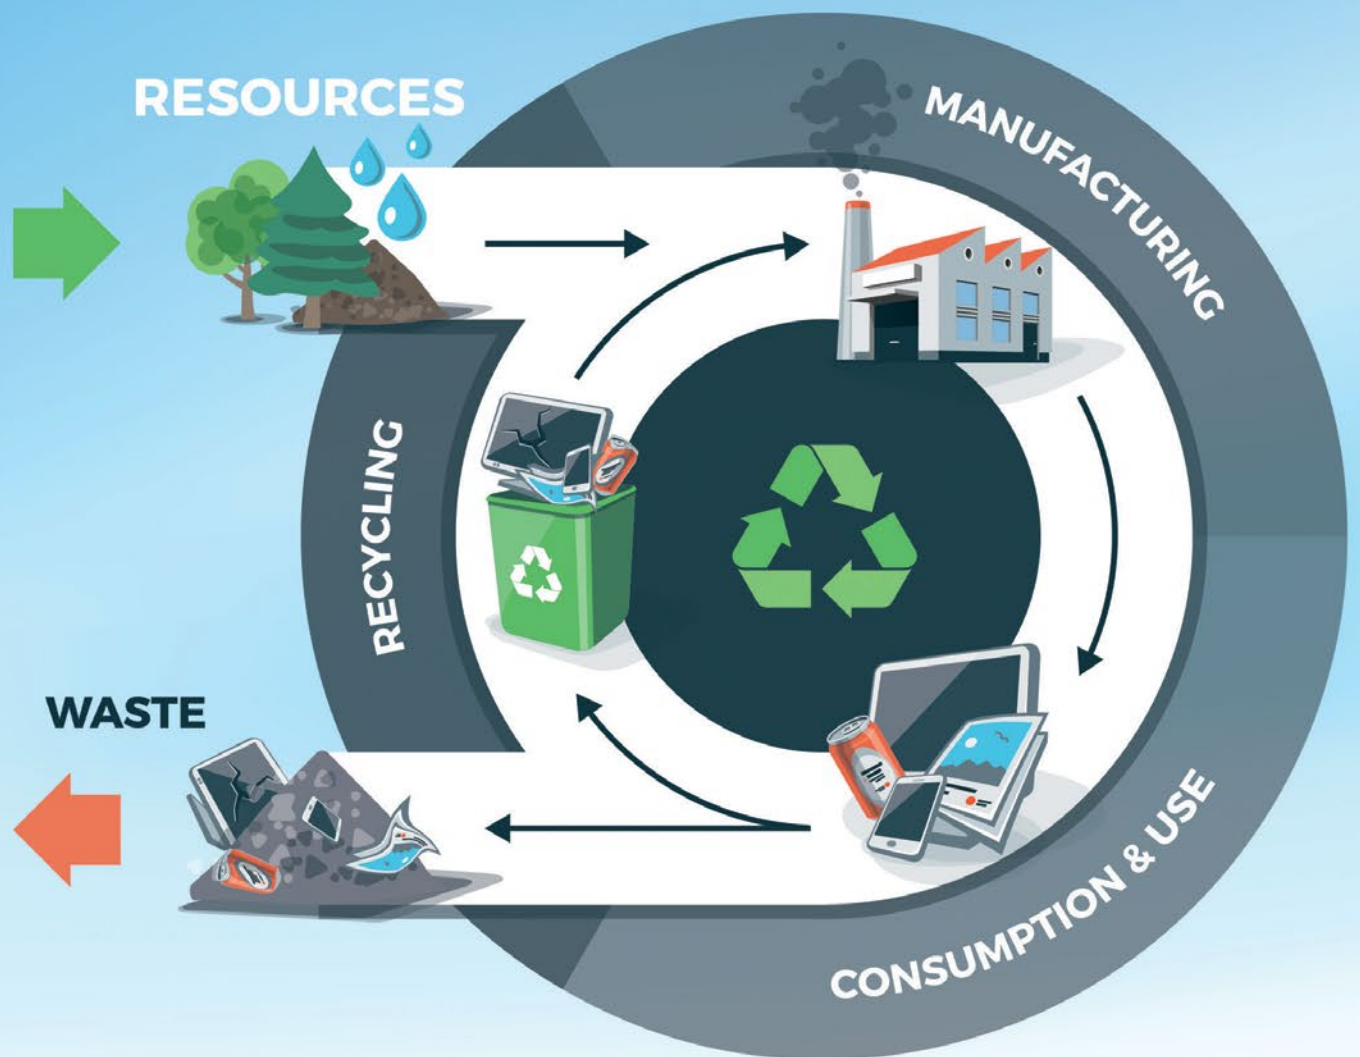 RESOURCES
MANUFACTURING
RECYCLING
WASTE
CONSUMPTION & USE